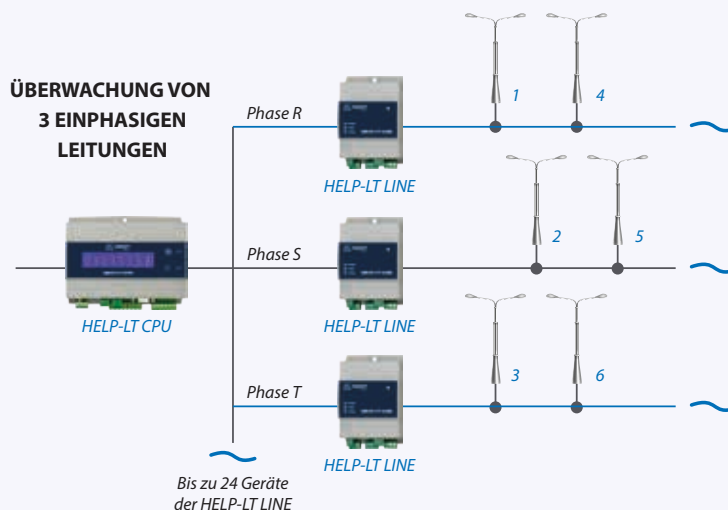 ÜBERWACHUNG VON
3 EINPHASIGEN
LEITUNGEN
Phase R
1
4
HELP-LT LINE
2
5
Phase S
HELP-LT CPU
HELP-LT LINE
3
6
Phase T
HELP-LT LINE
Bis zu 24 Geräte
der HELP-LT LINE